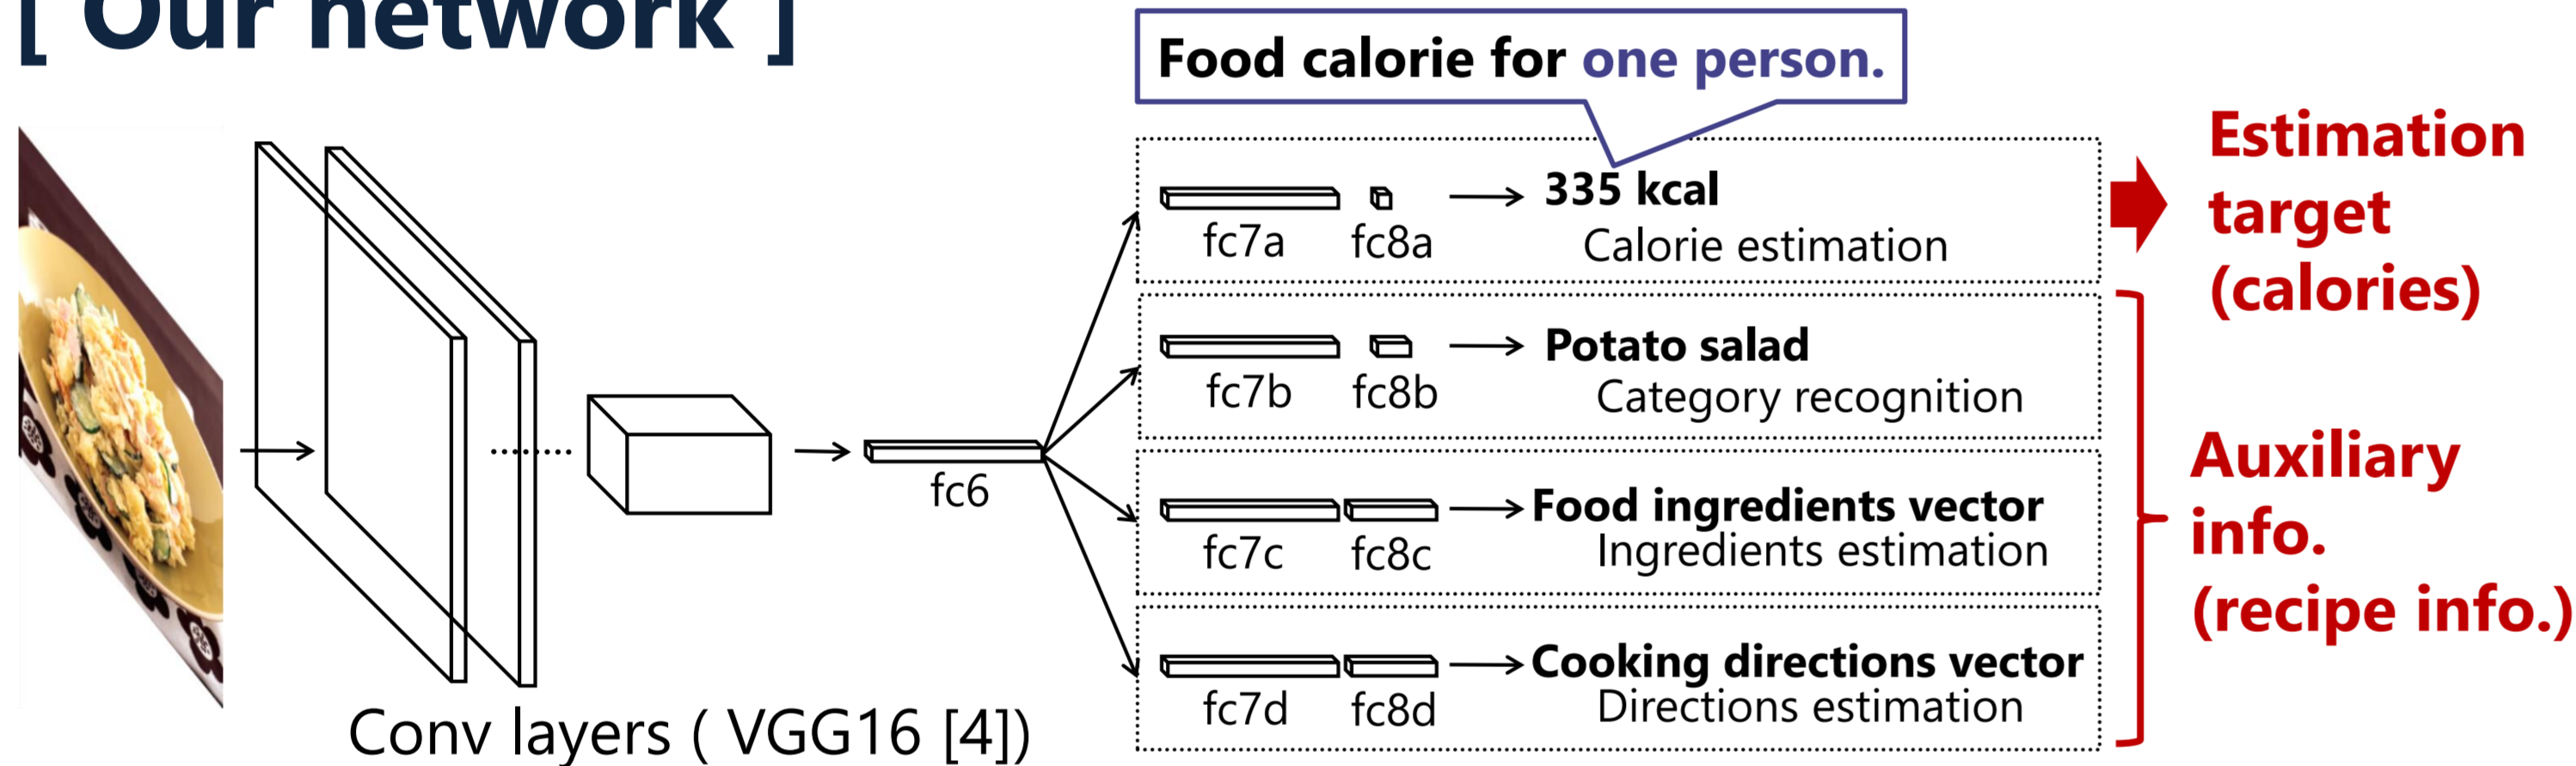 [ Our network ]
Food calorie for one person.
335 kcal
fc7a fc8a Calorie estimation
Potato salad
fc7b fc8b Category recognition
Food ingredients vector
fc7c fc8c Ingredients estimation
Cooking directions vector
fc7d fc8d Directions estimation
fc6
Conv layers ( VGG16 [4])
Estimation
target
(calories)
Auxiliary
info.
(recipe info.)